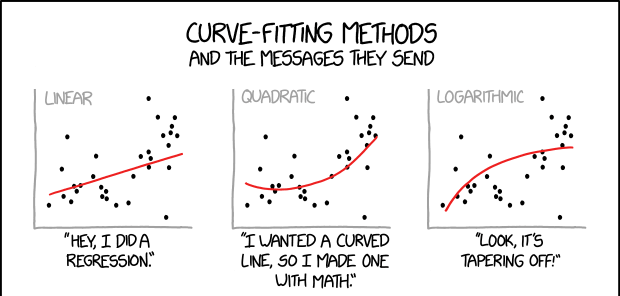 CURVE-FITTING METHODS
AND THE MESSAGES THEY SEND
LINEAR
"HEY, I DID A
REGRESSION."
QUADRATIC
"I WANTED A CURVED
LINE, SO I MADE ONE
WITH MATH."
LOGARITHMIC
"LOOK, IT'S
TAPERING OFF!"